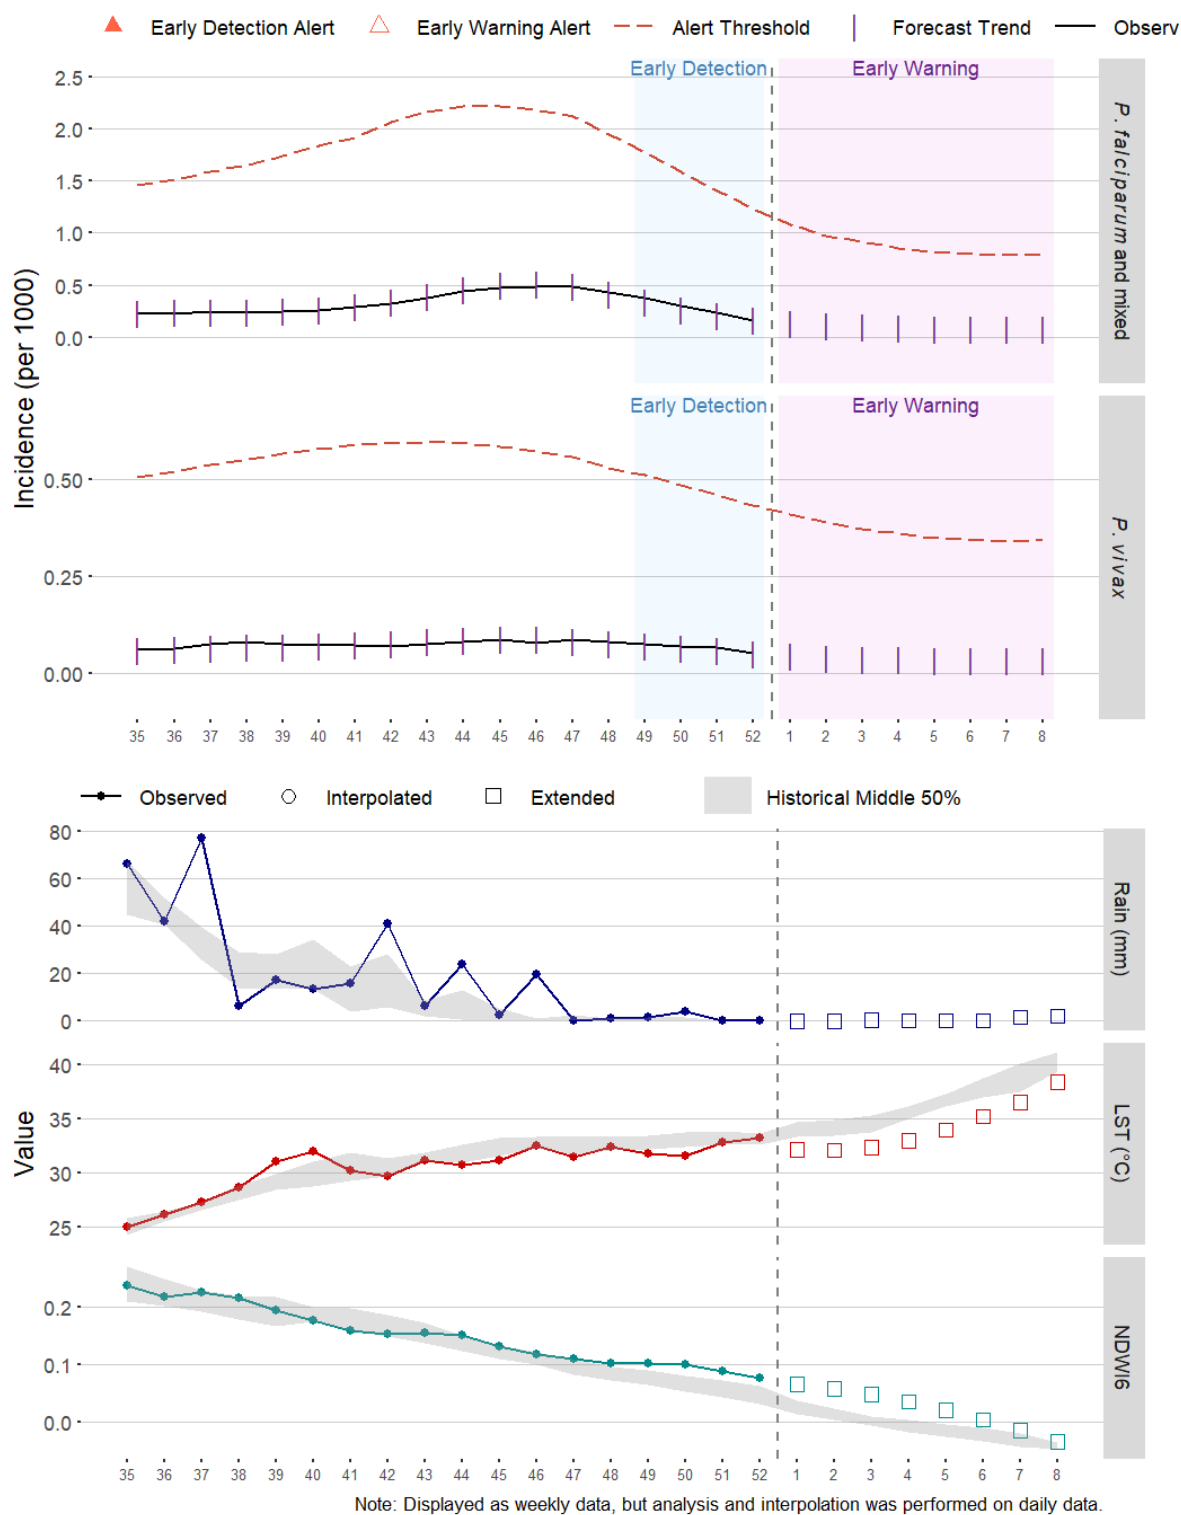 Early Detection Alert Early Warning Alert Alert Threshold Forecast Trend Observ
Early Detection Early Warning
2.5
2.0
1.5
1.0
0.5
0.0
P. falciparum and mixed
Incidence (per 1000)
Early Detection Early Warning
0.50
0.25
0.00
P. vivax
35 36 37 38 39 40 41 42 43 44 45 46 47 48 49 50 51 52 1 2 3 4 5 6 7 8
Observed Interpolated Extended Historical Middle 50%
80
60
40
20
0
Rain (mm)
Value
40
35
30
25
LST (°C)
0.2
0.1
0.0
NDWI6
35 36 37 38 39 40 41 42 43 44 45 46 47 48 49 50 51 52 1 2 3 4 5 6 7 8
Note: Displayed as weekly data, but analysis and interpolation was performed on daily data.